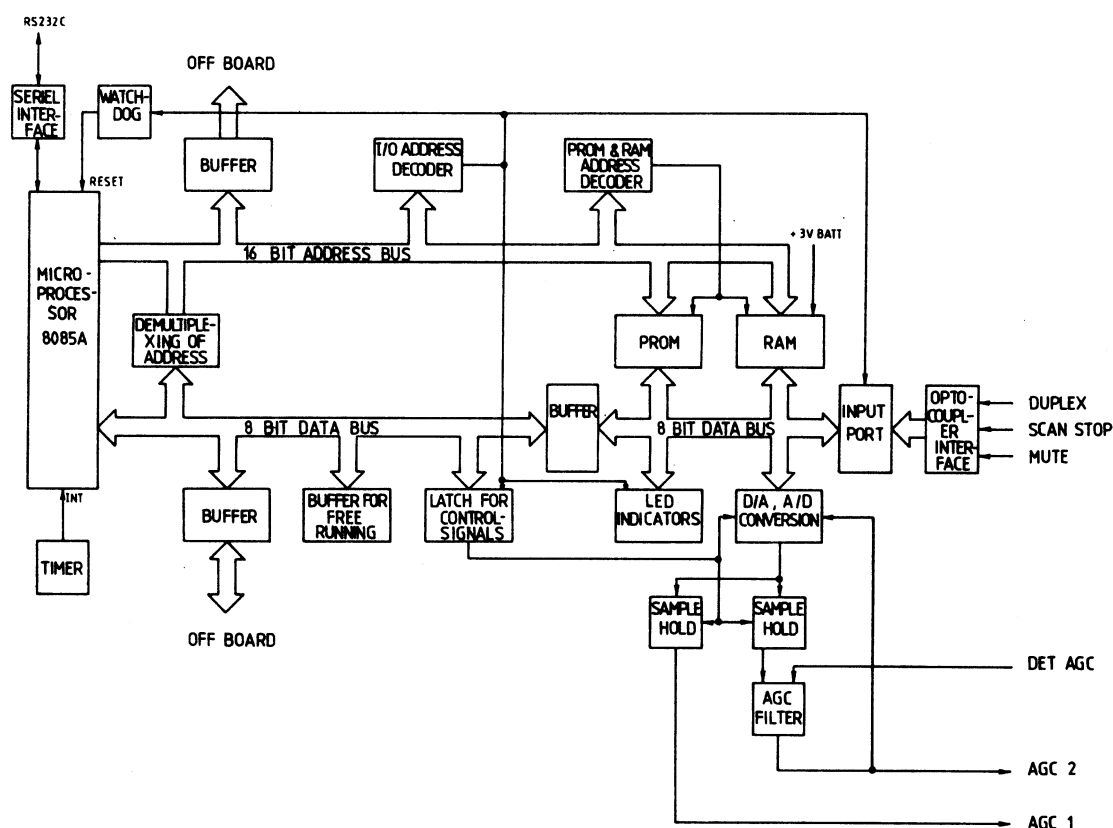 RS232C
OFF BOARD
SERIEL
INTER-
FACE
WATCH-
DOG
BUFFER
I/O ADDRESS
DECODER
PROM & RAM
ADDRESS
DECODER
RESET
+ 3V BATT
16 BIT ADDRESS BUS
MICRO-
PROCES-
SOR
8085A
DEMULTIPLE-
XING OF
ADDRESS
PROM
RAM
BUFFER
INPUT
PORT
OPTO-
COUPL-
ER
INTER-
FACE
DUPLEX
SCAN STOP
MUTE
8 BIT DATA BUS
8 BIT DATA BUS
INT
BUFFER
BUFFER FOR
FREE
RUNNING
LATCH FOR
CONTROL-
SIGNALS
LED
INDICATORS
D/A, A/D
CONVERSION
TIMER
OFF BOARD
SAMPLE
HOLD
SAMPLE
HOLD
DET AGC
AGC
FILTER
AGC 2
AGC 1